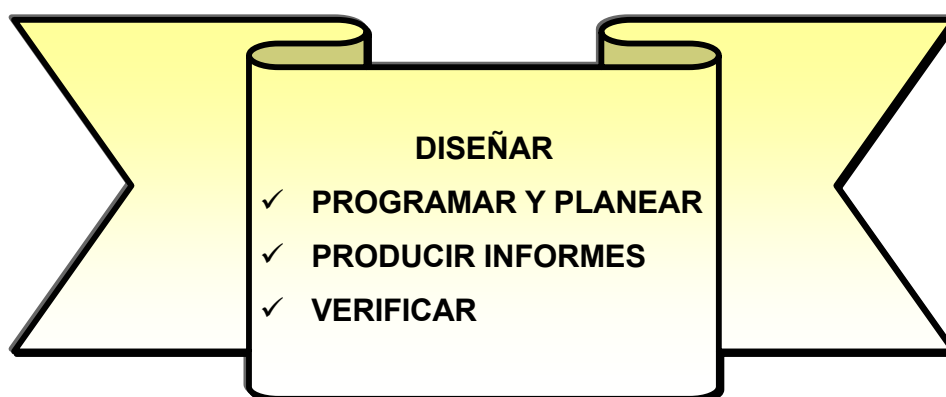 DISEÑAR
✓ PROGRAMAR Y PLANEAR
✓ PRODUCIR INFORMES
✓ VERIFICAR